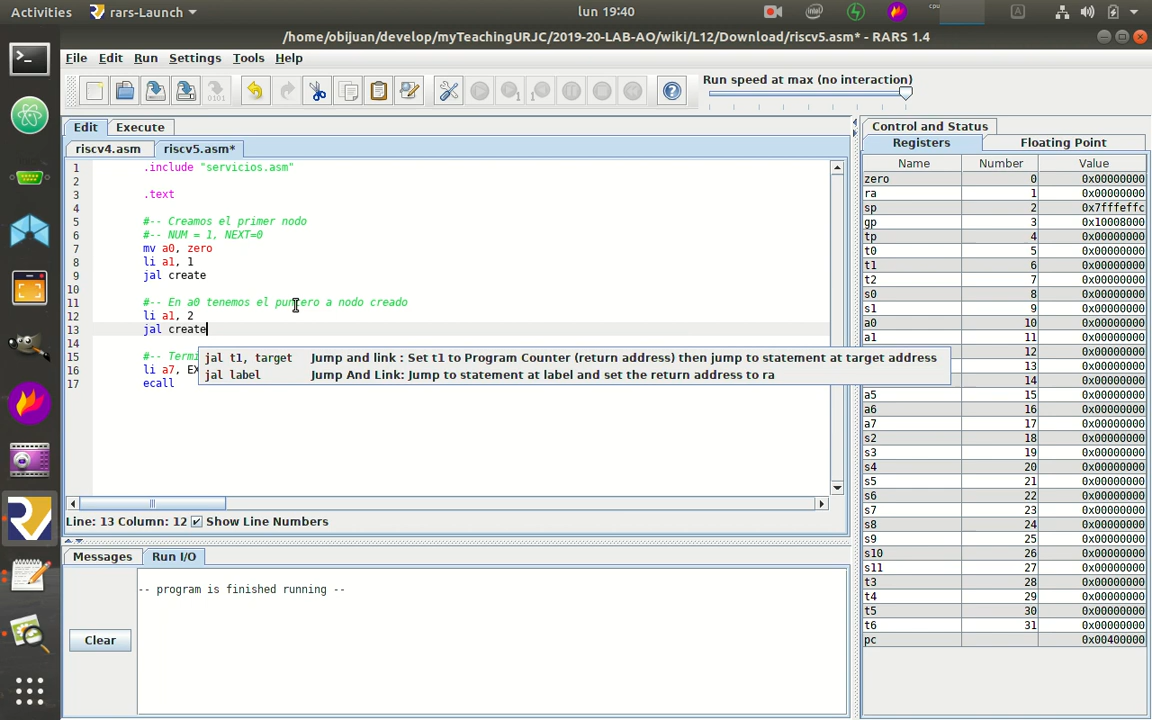 Activities rars-Launch lun 19:40 cpu A
/home/obijuan/develop/myTeachingURJC/2019-20-LAB-AO/wiki/L12/Download/riscv5.asm* - RARS 1.4
File Edit Run Settings Tools Help
Run speed at max (no interaction)
Edit Execute
riscv4.asm riscv5.asm*
1 .include "servicios.asm"
2
3 .text
4
5 #-- Creamos el primer nodo
6 #-- NUM = 1, NEXT=0
7 mv a0, zero
8 li a1, 1
9 jal create
10
11 #-- En a0 tenemos el puntero a nodo creado
12 li a1, 2
13 jal create
14
15 #-- Termi
16 li a7, EX
17 ecall
jal t1, target Jump and link : Set t1 to Program Counter (return address) then jump to statement at target address
jal label Jump And Link: Jump to statement at label and set the return address to ra
Line: 13 Column: 12 Show Line Numbers
Messages Run I/O
-- program is finished running --
Clear
Control and Status
Registers Floating Point
Name Number Value
zero 0 0x00000000
ra 1 0x00000000
sp 2 0x7fffeffc
gp 3 0x10008000
tp 4 0x00000000
t0 5 0x00000000
t1 6 0x00000000
t2 7 0x00000000
s0 8 0x00000000
s1 9 0x00000000
a0 10 0x00000000
a1 11 0x00000000
12 0x00000000
13 0x00000000
14 0x00000000
a5 15 0x00000000
a6 16 0x00000000
a7 17 0x00000000
s2 18 0x00000000
s3 19 0x00000000
s4 20 0x00000000
s5 21 0x00000000
s6 22 0x00000000
s7 23 0x00000000
s8 24 0x00000000
s9 25 0x00000000
s10 26 0x00000000
s11 27 0x00000000
t3 28 0x00000000
t4 29 0x00000000
t5 30 0x00000000
t6 31 0x00000000
pc 0x00400000